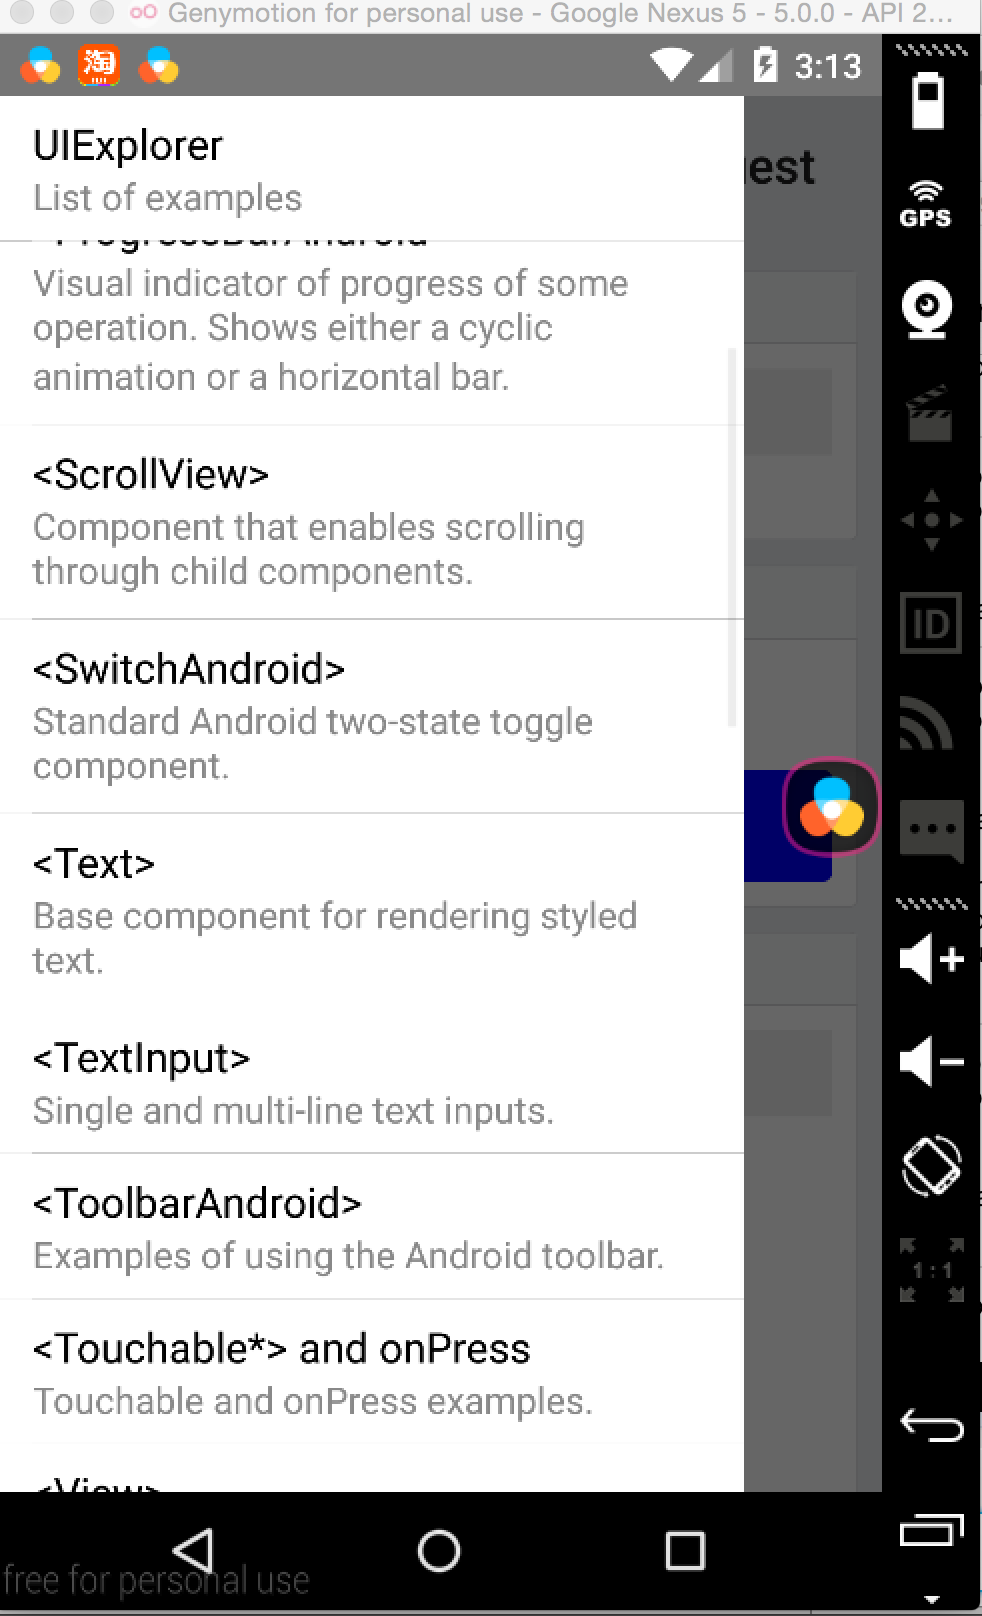 Genymotion for personal use - Google Nexus 5 - 5.0.0 - API 2...
淘
3:13
UIExplorer
List of examples
est
Visual indicator of progress of some
operation. Shows either a cyclic
animation or a horizontal bar.
<ScrollView>
Component that enables scrolling
through child components.
<SwitchAndroid>
Standard Android two-state toggle
component.
<Text>
Base component for rendering styled
text.
<TextInput>
Single and multi-line text inputs.
<ToolbarAndroid>
Examples of using the Android toolbar.
<Touchable*> and onPress
Touchable and onPress examples.
<View>
free for personal use
GPS
ID
1:1